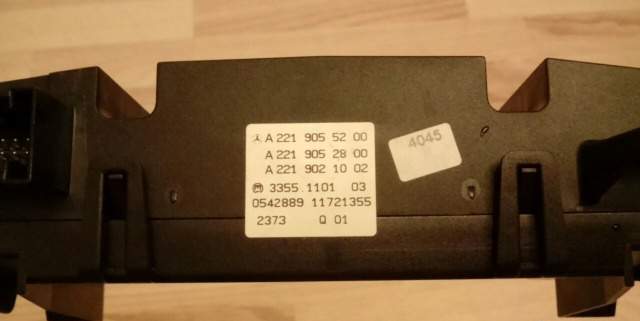 A 221 905 52 00
A 221 905 28 00
A 221 902 10 02
3355.1101 03
0542889 11721355
2373 Q 01
4045